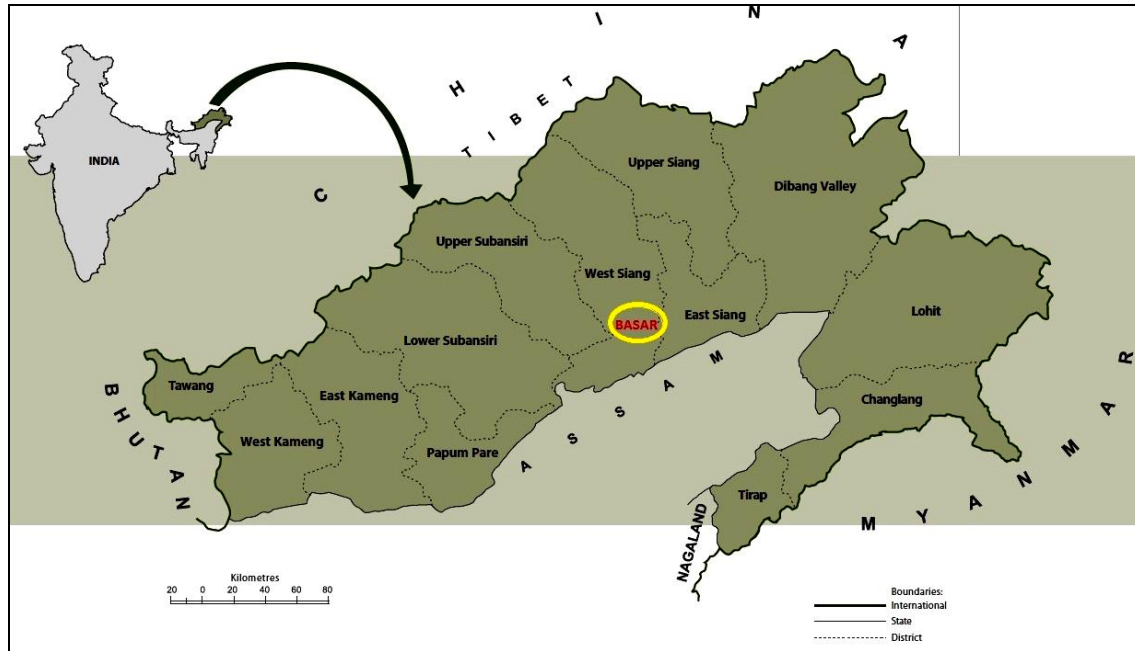 INDIA
CHINA
TIBET
Upper Siang
Dibang Valley
Upper Subansiri
West Siang
BASAR
East Siang
Lohit
Lower Subansiri
Tawang
East Kameng
Changlang
West Kameng
Papum Pare
Tirap
BHUTAN
ASSAM
NAGALAND
MYANMAR
Kilometres
20 0 20 40 60 80
Boundaries:
International
State
District